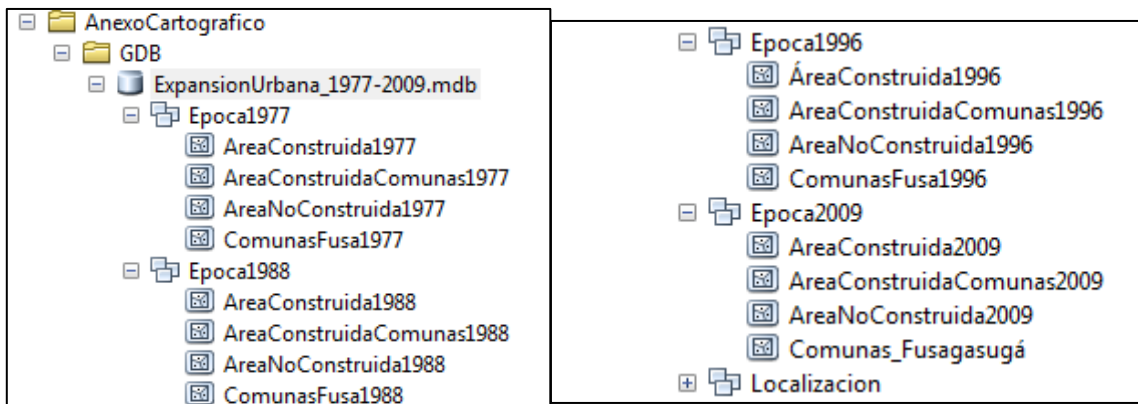 AnexoCartografico
GDB
ExpansionUrbana_1977-2009.mdb
Epoca1977
AreaConstruida1977
AreaConstruidaComunas1977
AreaNoConstruida1977
ComunasFusa1977
Epoca1988
AreaConstruida1988
AreaConstruidaComunas1988
AreaNoConstruida1988
ComunasFusa1988
Epoca1996
ÁreaConstruida1996
AreaConstruidaComunas1996
AreaNoConstruida1996
ComunasFusa1996
Epoca2009
AreaConstruida2009
AreaConstruidaComunas2009
AreaNoConstruida2009
Comunas_Fusagasugá
Localizacion